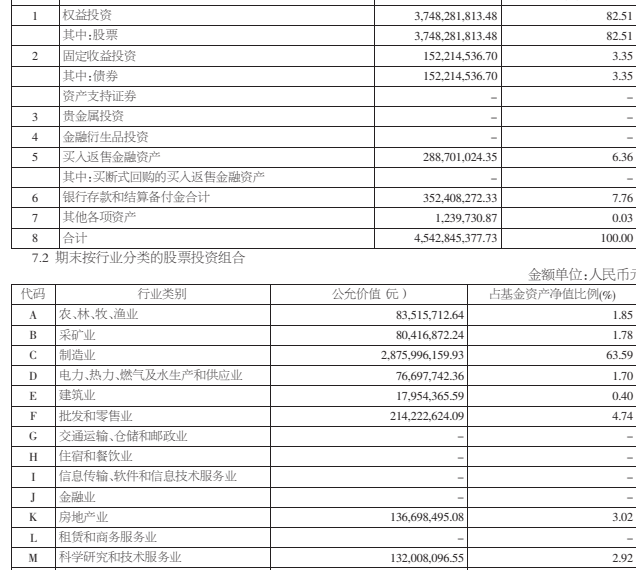 1 权益投资 3,748,281,813.48 82.51
其中:股票 3,748,281,813.48 82.51
2 固定收益投资 152,214,536.70 3.35
其中:债券 152,214,536.70 3.35
资产支持证券 – –
3 贵金属投资 – –
4 金融衍生品投资 – –
5 买入返售金融资产 288,701,024.35 6.36
其中:买断式回购的买入返售金融资产 – –
6 银行存款和结算备付金合计 352,408,272.33 7.76
7 其他各项资产 1,239,730.87 0.03
8 合计 4,542,845,377.73 100.00
7.2 期末按行业分类的股票投资组合
金额单位:人民币元
代码 行业类别 公允价值(元) 占基金资产净值比例(%)
A 农、林、牧、渔业 83,515,712.64 1.85
B 采矿业 80,416,872.24 1.78
C 制造业 2,875,996,159.93 63.59
D 电力、热力、燃气及水生产和供应业 76,697,742.36 1.70
E 建筑业 17,954,365.59 0.40
F 批发和零售业 214,222,624.09 4.74
G 交通运输、仓储和邮政业 – –
H 住宿和餐饮业 – –
I 信息传输、软件和信息技术服务业 – –
J 金融业 – –
K 房地产业 136,698,495.08 3.02
L 租赁和商务服务业 – –
M 科学研究和技术服务业 132,008,096.55 2.92